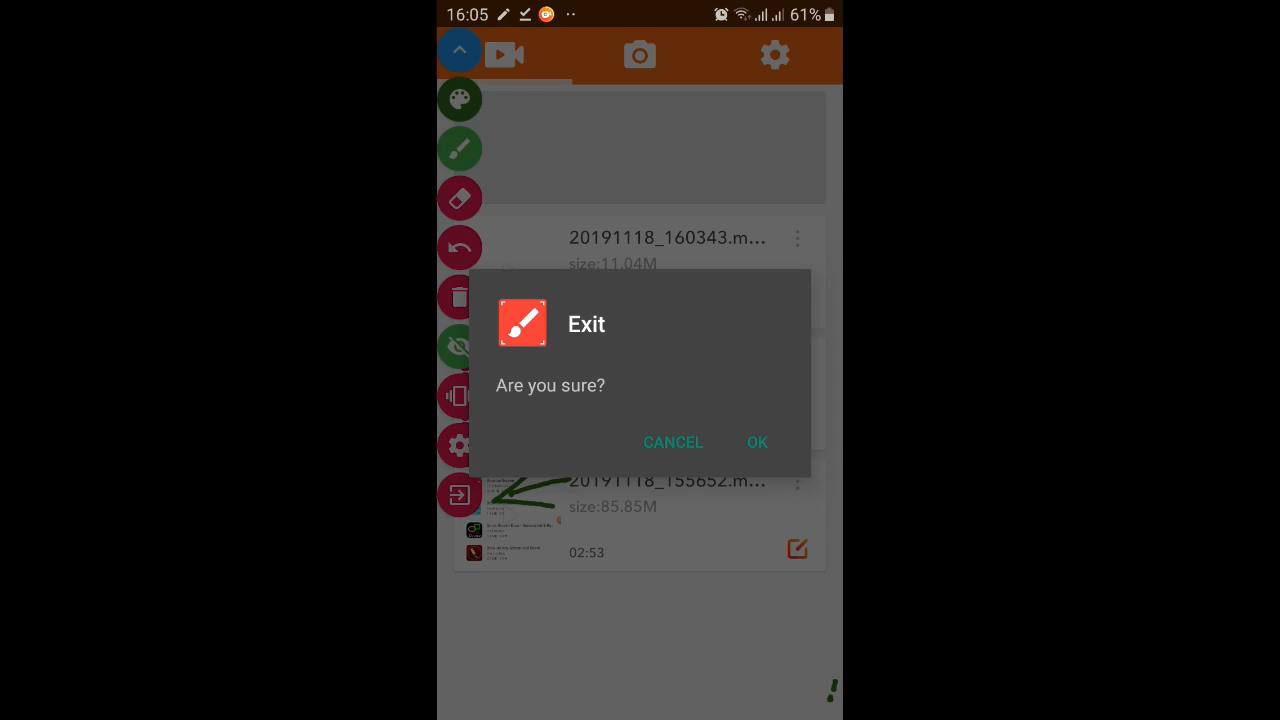 16:05
61%
20191118_160343.m...
size:11.04M
Exit
Are you sure?
CANCEL
OK
20191118_155652.m...
size:85.85M
02:53